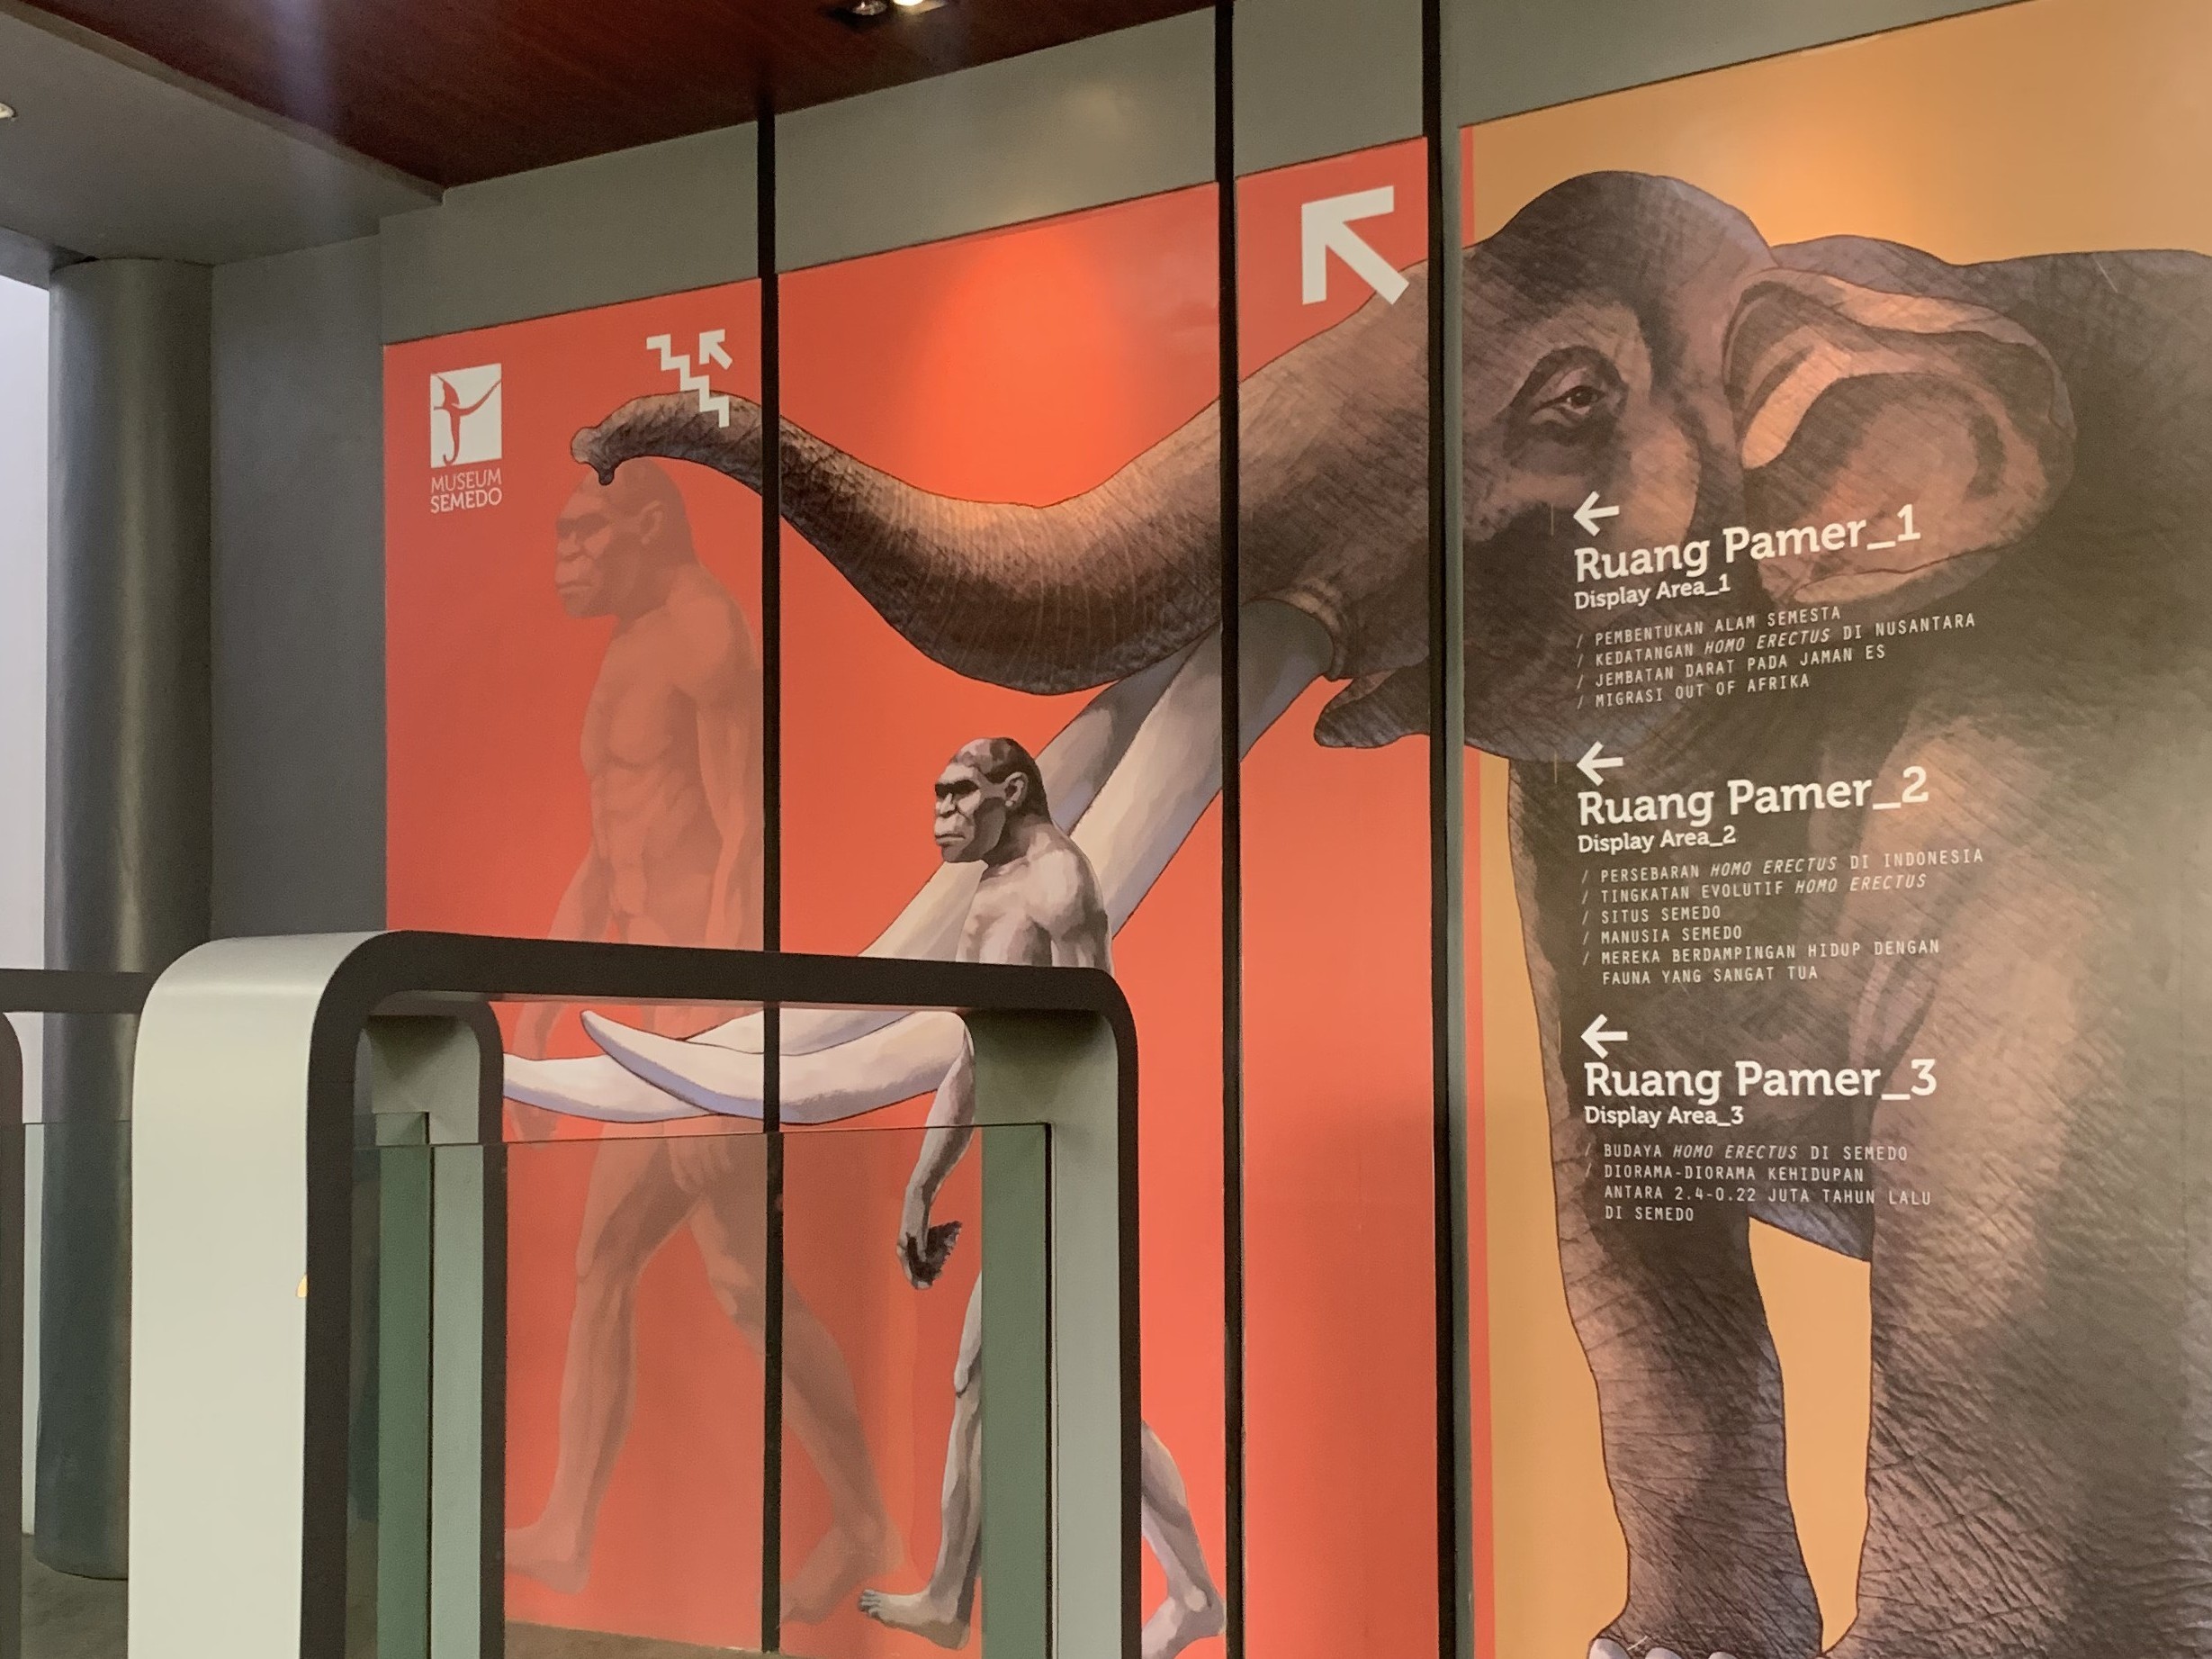 MUSEUM
SEMEDO
Ruang Pamer_1
Display Area_1
/ PEMBENTUKAN ALAM SEMESTA
/ KEDATANGAN HOMO ERECTUS DI NUSANTARA
/ JEMBATAN DARAT PADA JAMAN ES
/ MIGRASI OUT OF AFRIKA
Ruang Pamer_2
Display Area_2
/ PERSEBARAN HOMO ERECTUS DI INDONESIA
/ TINGKATAN EVOLUTIF HOMO ERECTUS
/ SITUS SEMEDO
/ MANUSIA SEMEDO
/ MEREKA BERDAMPINGAN HIDUP DENGAN
FAUNA YANG SANGAT TUA
Ruang Pamer_3
Display Area_3
/ BUDAYA HOMO ERECTUS DI SEMEDO
/ DIORAMA-DIORAMA KEHIDUPAN
ANTARA 2.4-0.22 JUTA TAHUN LALU
DI SEMEDO